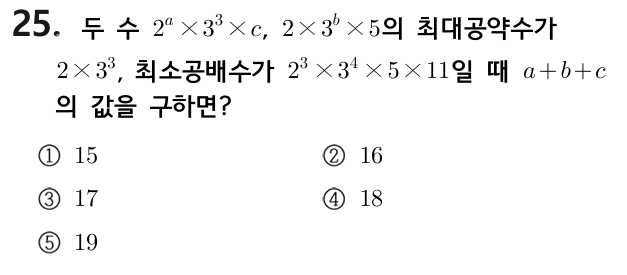 25. 두 수 $2^a \times 3^3 \times c$, $2 \times 3^b \times 5$의 최대공약수가
$2 \times 3^3$, 최소공배수가 $2^3 \times 3^4 \times 5 \times 11$일 때 $a+b+c$
의 값을 구하면?
① 15 ② 16
③ 17 ④ 18
⑤ 19